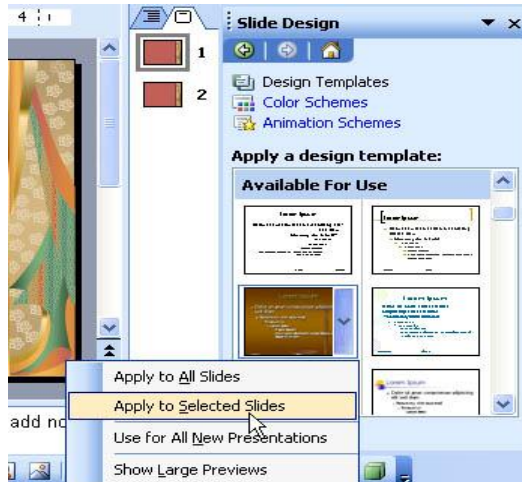 4
1
2
Slide Design
Design Templates
Color Schemes
Animation Schemes
Apply a design template:
Available For Use
Apply to All Slides
Apply to Selected Slides
Use for All New Presentations
Show Large Previews
add no